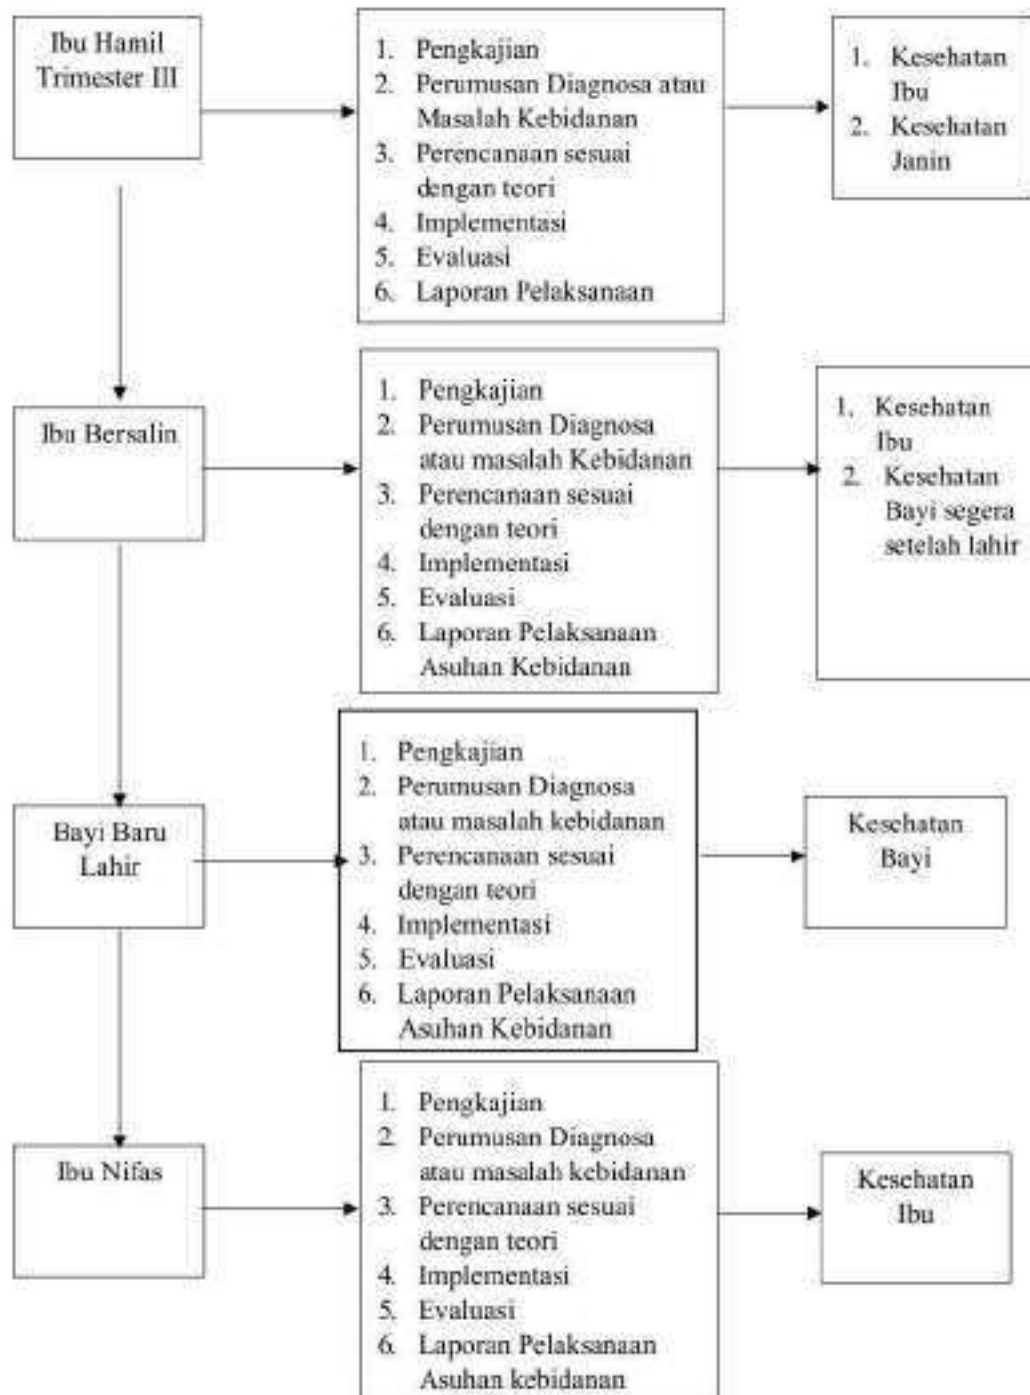 Ibu Hamil
Trimester III
1. Pengkajian
2. Perumusan Diagnosa atau
Masalah Kebidanan
3. Perencanaan sesuai
dengan teori
4. Implementasi
5. Evaluasi
6. Laporan Pelaksanaan
1. Kesehatan
Ibu
2. Kesehatan
Janin
Ibu Bersalin
1. Pengkajian
2. Perumusan Diagnosa
atau masalah Kebidanan
3. Perencanaan sesuai
dengan teori
4. Implementasi
5. Evaluasi
6. Laporan Pelaksanaan
Asuhan Kebidanan
1. Kesehatan
Ibu
2. Kesehatan
Bayi segera
setelah lahir
Bayi Baru
Lahir
1. Pengkajian
2. Perumusan Diagnosa
atau masalah kebidanan
3. Perencanaan sesuai
dengan teori
4. Implementasi
5. Evaluasi
6. Laporan Pelaksanaan
Asuhan Kebidanan
Kesehatan
Bayi
Ibu Nifas
1. Pengkajian
2. Perumusan Diagnosa
atau masalah kebidanan
3. Perencanaan sesuai
dengan teori
4. Implementasi
5. Evaluasi
6. Laporan Pelaksanaan
Asuhan kebidanan
Kesehatan
Ibu